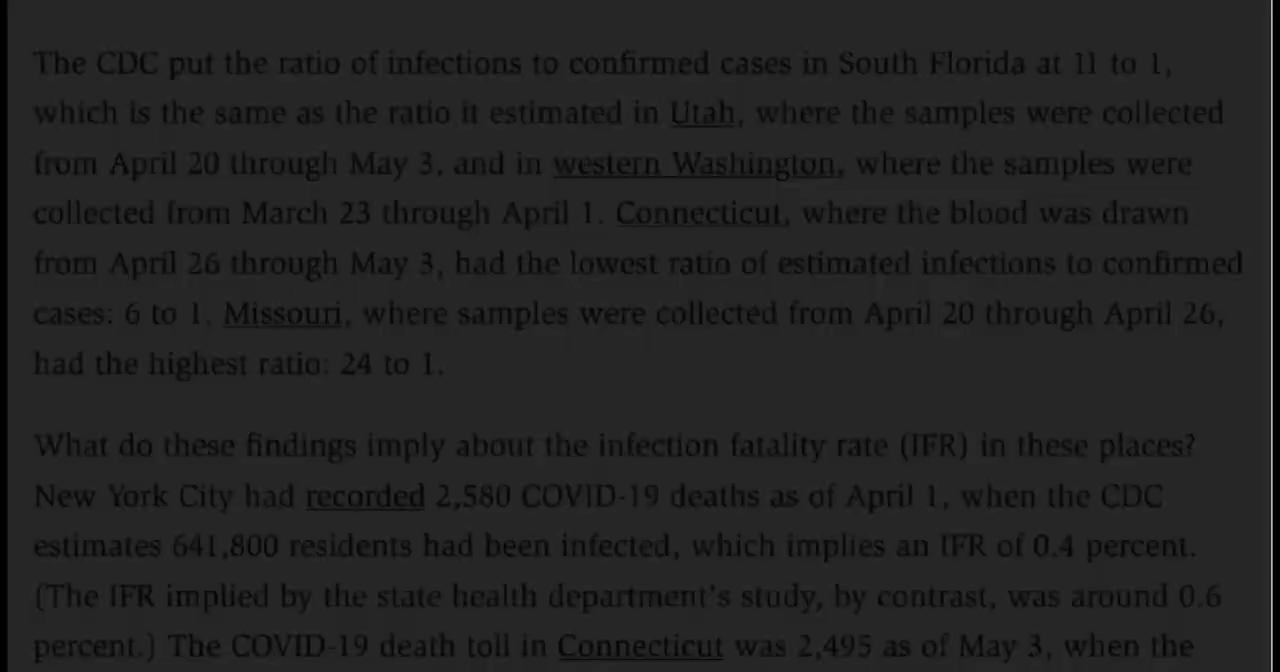 The CDC put the ratio of infections to confirmed cases in South Florida at 11 to 1,
which is the same as the ratio it estimated in Utah, where the samples were collected
from April 20 through May 3, and in western Washington, where the samples were
collected from March 23 through April 1. Connecticut, where the blood was drawn
from April 26 through May 3, had the lowest ratio of estimated infections to confirmed
cases: 6 to 1. Missouri, where samples were collected from April 20 through April 26,
had the highest ratio: 24 to 1.
What do these findings imply about the infection fatality rate (IFR) in these places?
New York City had recorded 2,580 COVID-19 deaths as of April 1, when the CDC
estimates 641,800 residents had been infected, which implies an IFR of 0.4 percent.
(The IFR implied by the state health department's study, by contrast, was around 0.6
percent.) The COVID-19 death toll in Connecticut was 2,495 as of May 3, when the